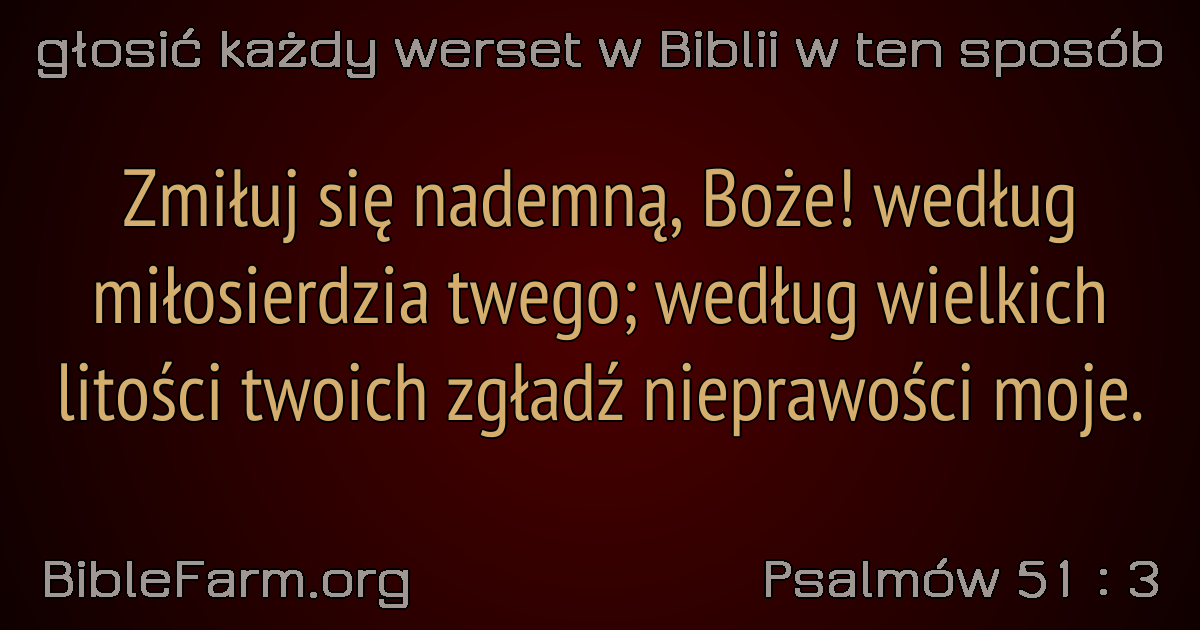 głosić każdy werset w Biblii w ten sposób
Zmiłuj się nademną, Boże! według
miłosierdzia twego; według wielkich
litości twoich zgładź nieprawości moje.
BibleFarm.org
Psalmów 51 : 3